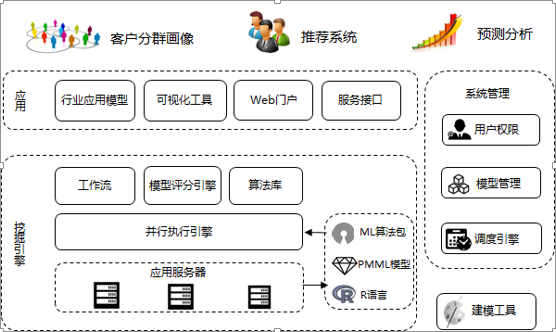 客户分群画像
推荐系统
预测分析
应用
行业应用模型
可视化工具
Web门户
服务接口
系统管理
用户权限
模型管理
调度引擎
挖掘引擎
工作流
模型评分引擎
算法库
并行执行引擎
应用服务器
ML算法包
PMML模型
R语言
建模工具